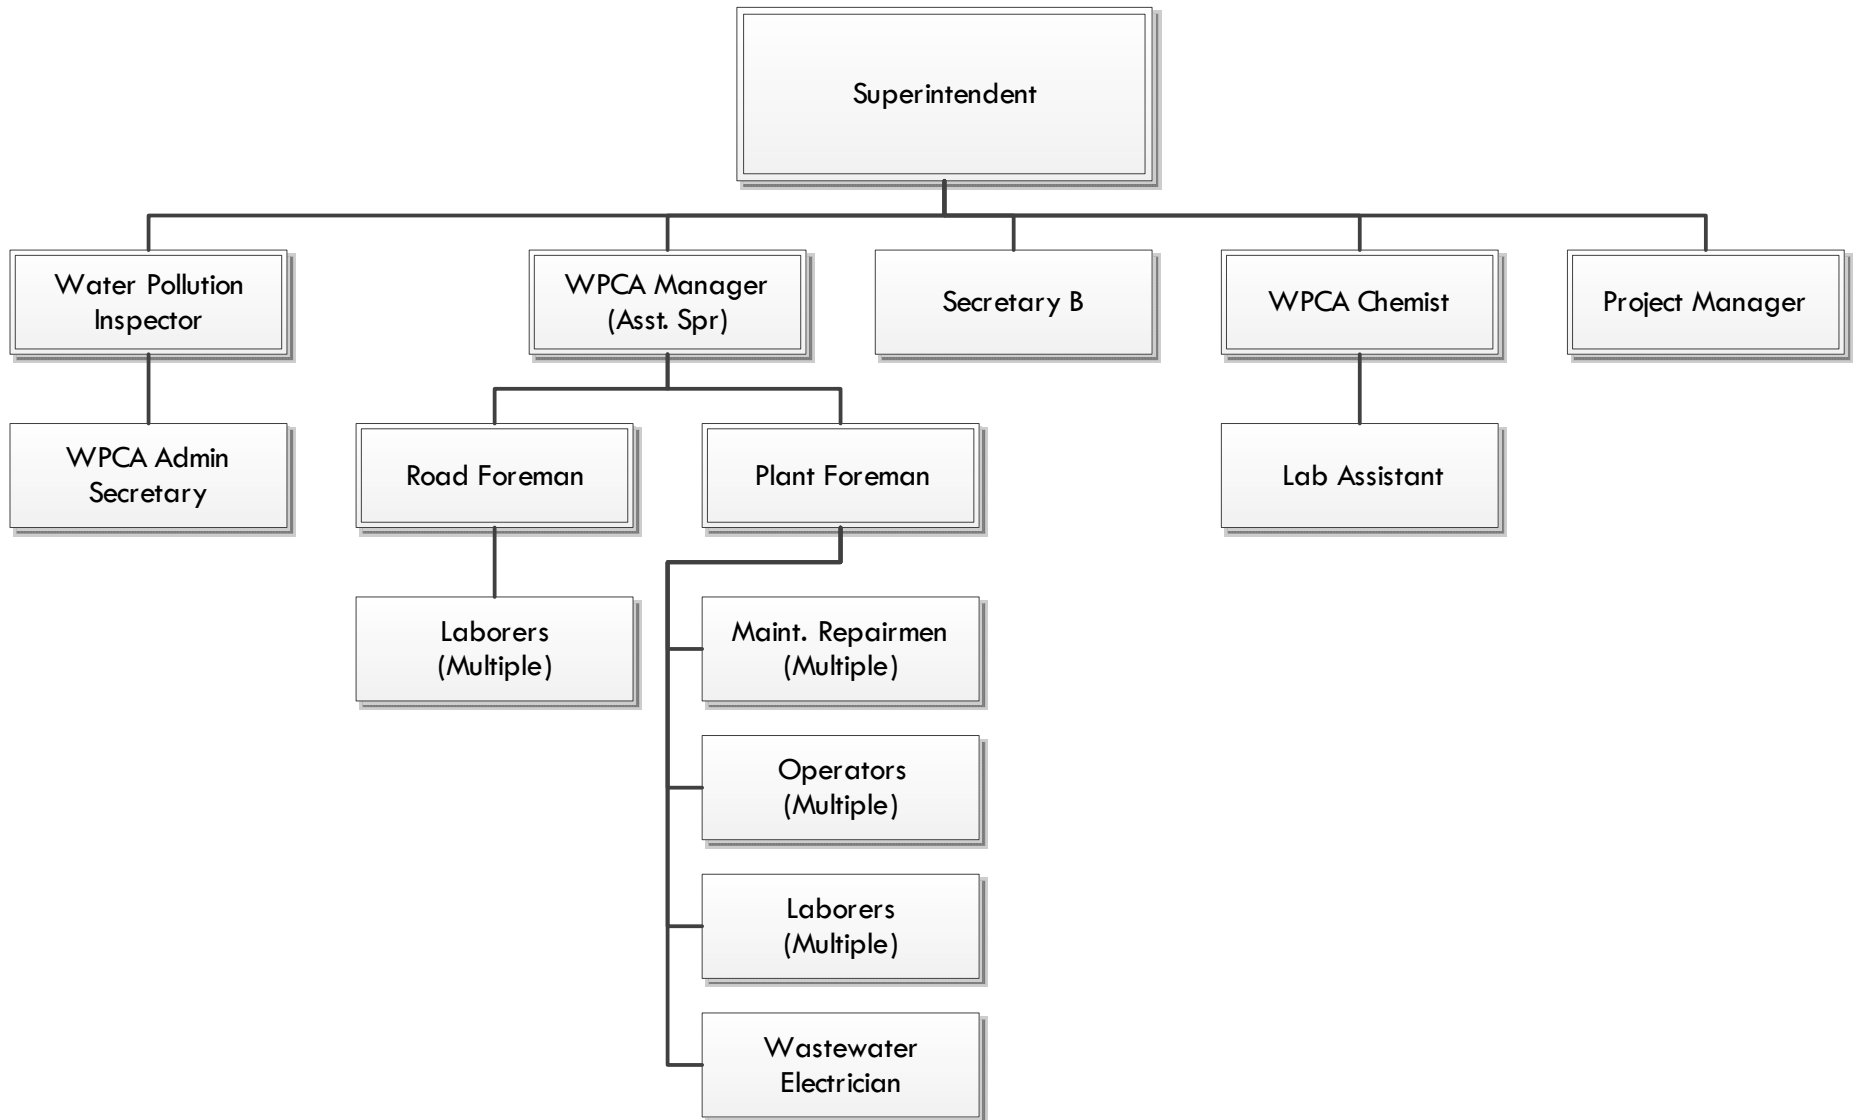 Superintendent
Water Pollution
Inspector
WPCA Manager
(Asst. Spr)
Secretary B
WPCA Chemist
Project Manager
WPCA Admin
Secretary
Road Foreman
Plant Foreman
Lab Assistant
Laborers
(Multiple)
Maint. Repairmen
(Multiple)
Operators
(Multiple)
Laborers
(Multiple)
Wastewater
Electrician